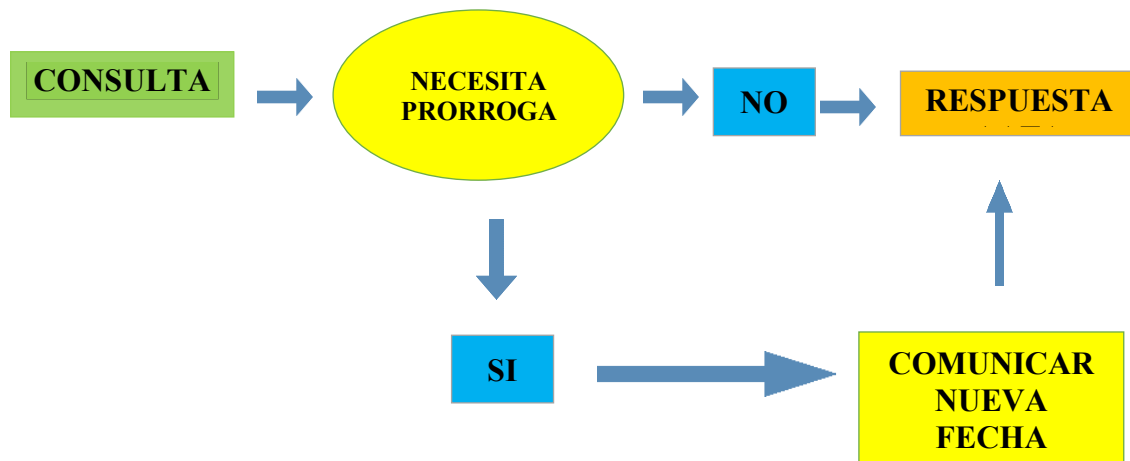 CONSULTA
NECESITA
PRORROGA
NO
RESPUESTA
SI
COMUNICAR
NUEVA
FECHA